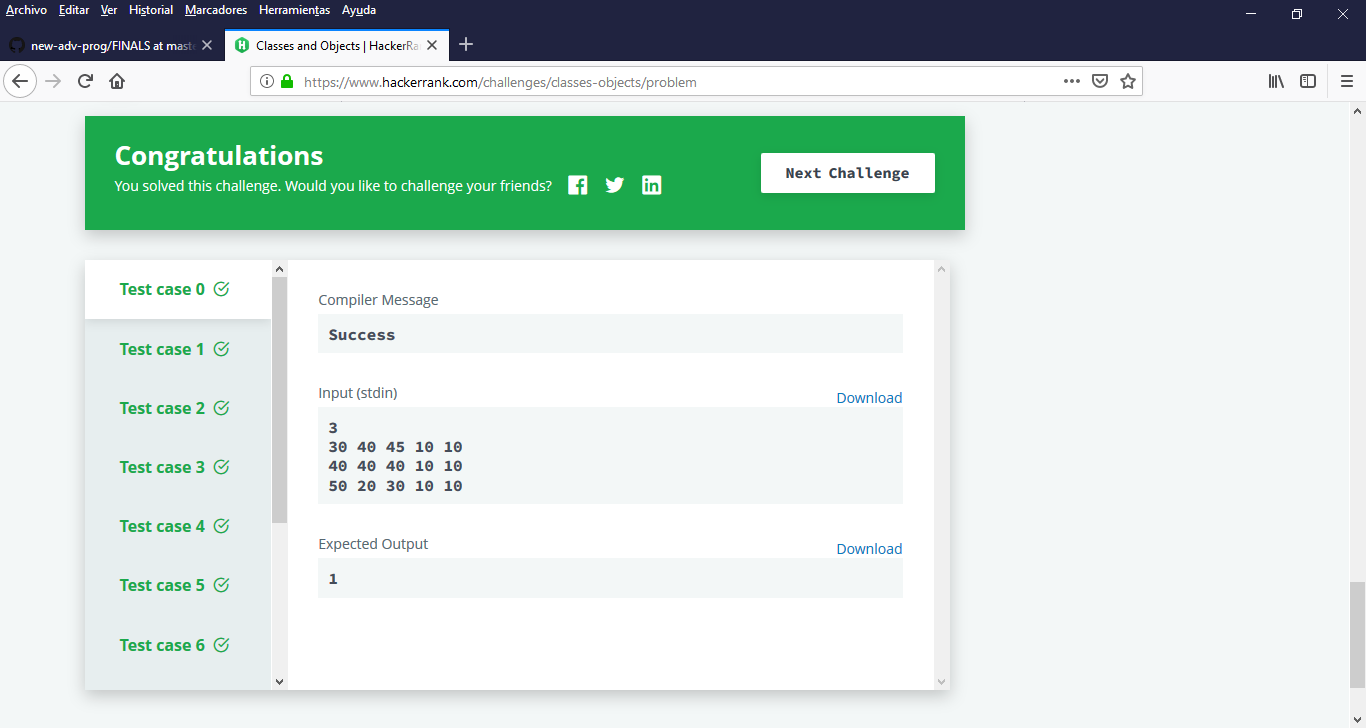 Archivo Editar Ver Historial Marcadores Herramientas Ayuda
new-adv-prog/FINALS at mast
Classes and Objects | HackerRa
https://www.hackerrank.com/challenges/classes-objects/problem
Congratulations
You solved this challenge. Would you like to challenge your friends?
Next Challenge
Test case 0
Test case 1
Test case 2
Test case 3
Test case 4
Test case 5
Test case 6
Compiler Message
Success
Input (stdin)
Download
3
30 40 45 10 10
40 40 40 10 10
50 20 30 10 10
Expected Output
Download
1